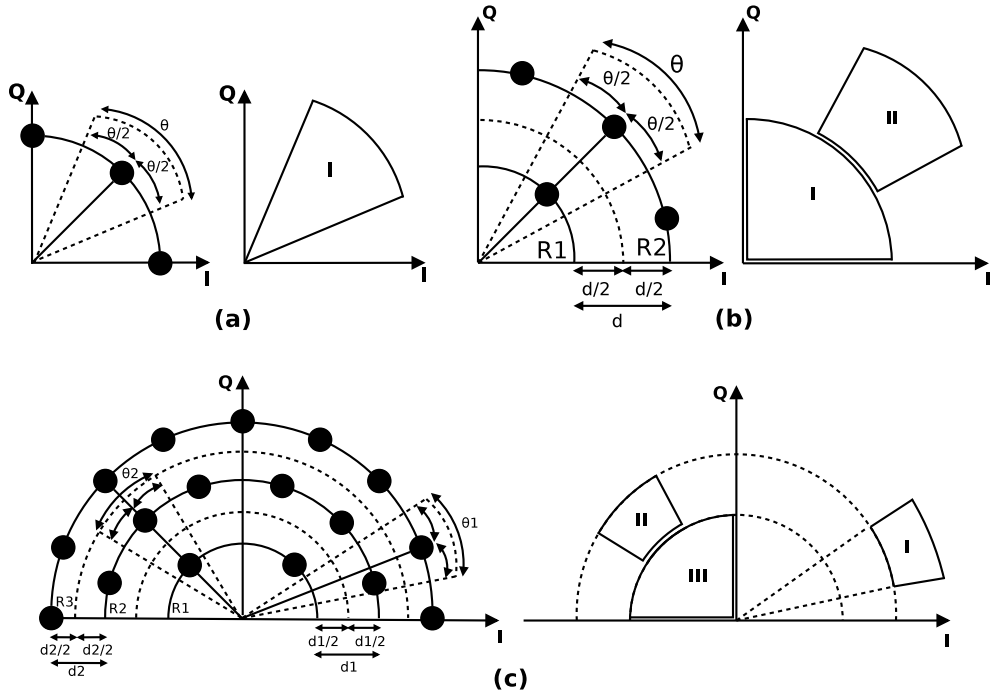 Q
θ
θ/2
θ/2
I
Q
I
I
(a)
Q
θ
θ/2
θ/2
R1
R2
I
d/2
d/2
d
Q
II
I
I
(b)
Q
θ2
θ1
R3
R2
R1
I
d2/2
d2/2
d2
d1/2
d1/2
d1
Q
II
I
III
I
(c)